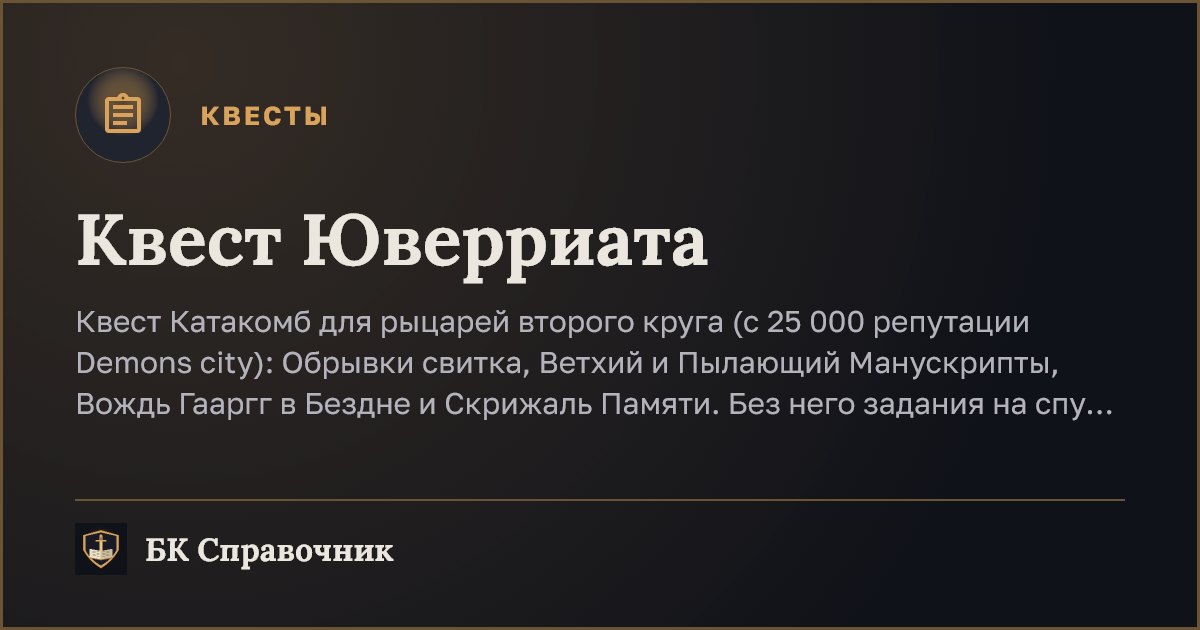 КВЕСТЫ
Квест Юверриата
Квест Катакомб для рыцарей второго круга (с 25 000 репутации
Demons city): Обрывки свитка, Ветхий и Пылающий Манускрипты,
Вождь Гааргг в Бездне и Скрижаль Памяти. Без него задания на спу…
БК Справочник